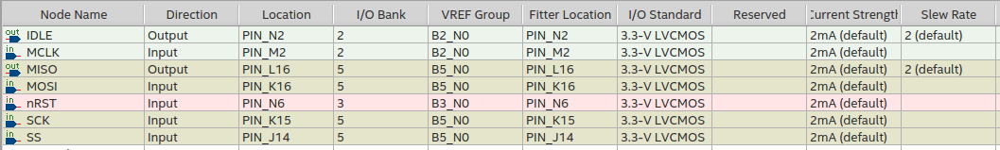 Node Name Direction Location I/O Bank VREF Group Fitter Location I/O Standard Reserved Current Strength Slew Rate
out IDLE Output PIN_N2 2 B2_N0 PIN_N2 3.3-V LVCMOS 2mA (default) 2 (default)
in MCLK Input PIN_M2 2 B2_N0 PIN_M2 3.3-V LVCMOS 2mA (default)
out MISO Output PIN_L16 5 B5_N0 PIN_L16 3.3-V LVCMOS 2mA (default) 2 (default)
in MOSI Input PIN_K16 5 B5_N0 PIN_K16 3.3-V LVCMOS 2mA (default)
in nRST Input PIN_N6 3 B3_N0 PIN_N6 3.3-V LVCMOS 2mA (default)
in SCK Input PIN_K15 5 B5_N0 PIN_K15 3.3-V LVCMOS 2mA (default)
in SS Input PIN_J14 5 B5_N0 PIN_J14 3.3-V LVCMOS 2mA (default)